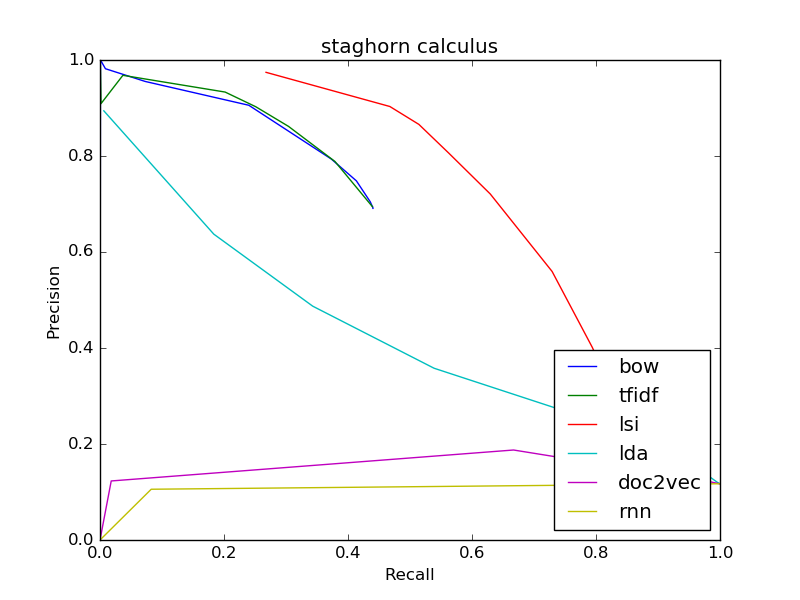 staghorn calculus
1.0
0.8
0.6
0.4
0.2
0.0
Precision
bow
tfidf
lsi
lda
doc2vec
rnn
0.0 0.2 0.4 0.6 0.8 1.0
Recall